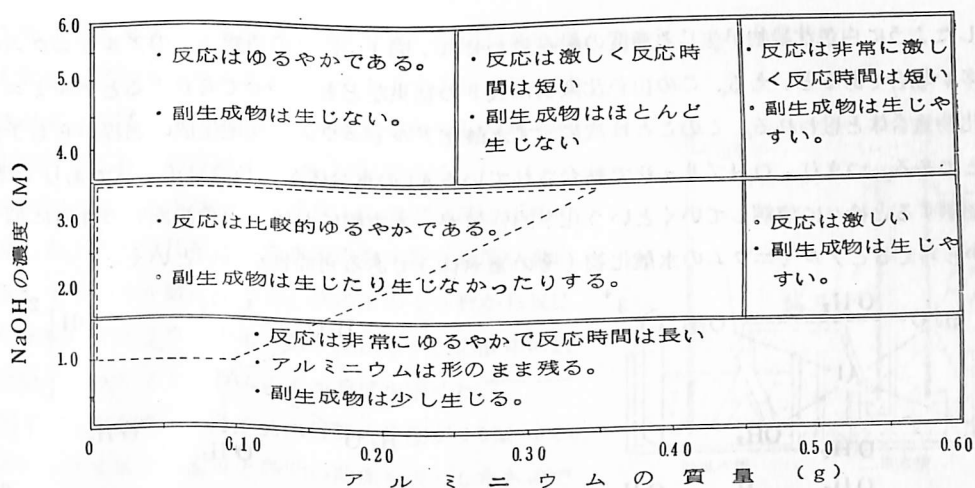 6.0
・反応はゆるやかである。
・副生成物は生じない。
・反応は激しく反応時
間は短い
・副生成物はほとんど
生じない
・反応は非常に激じ
く反応時間は短い
・副生成物は生じや
すい。
5.0
4.0
3.0
・反応は比較的ゆるやかである。
・副生成物は生じたり生じなかったりする。
・反応は激しい
・副生成物は生じや
すい。
2.0
・反応は非常にゆるやかで反応時間は長い
・アルミニウムは形のまま残る。
・副生成物は少し生じる。
1.0
NaOHの濃度(M)
0 0.10 0.20 0.30 0.40 0.50 0.60
アルミニウムの質量(g)